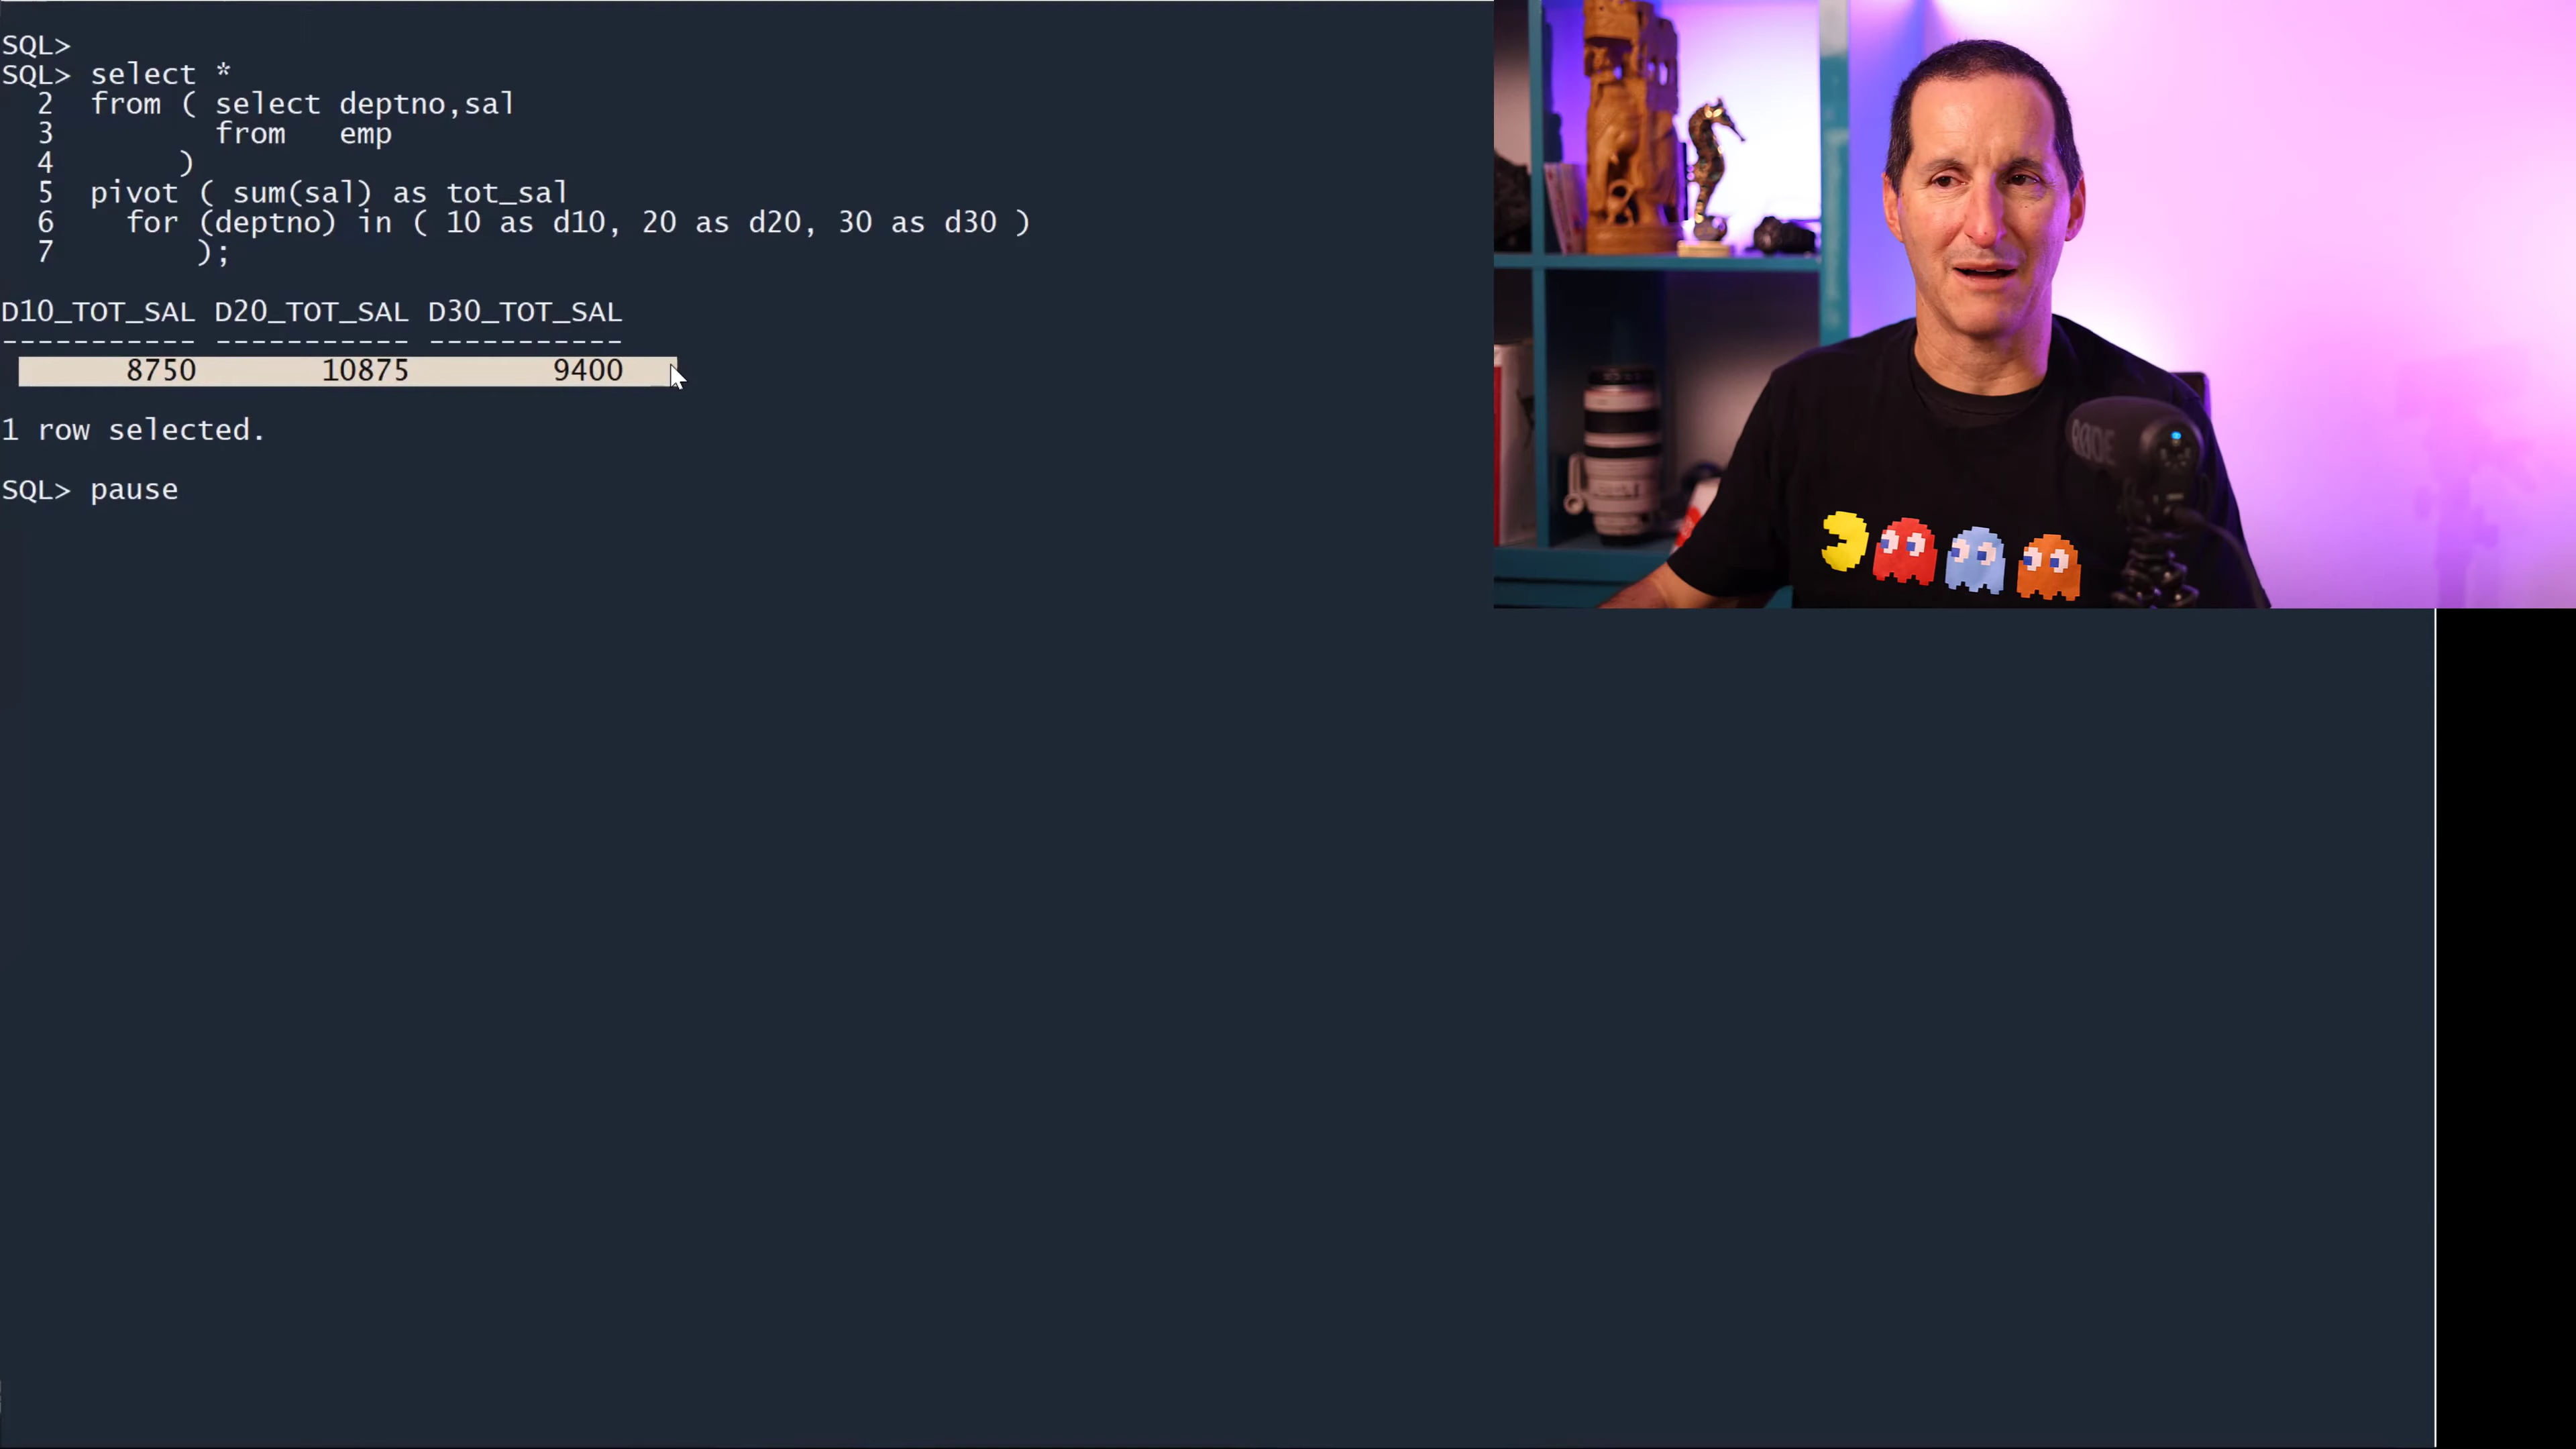 SQL>
SQL> select *
  2  from ( select deptno,sal
  3         from   emp
  4       )
  5  pivot ( sum(sal) as tot_sal
  6    for (deptno) in ( 10 as d10, 20 as d20, 30 as d30 )
  7        );
D10_TOT_SAL D20_TOT_SAL D30_TOT_SAL
----------- ----------- -----------
       8750       10875        9400
1 row selected.
SQL> pause
RØDE